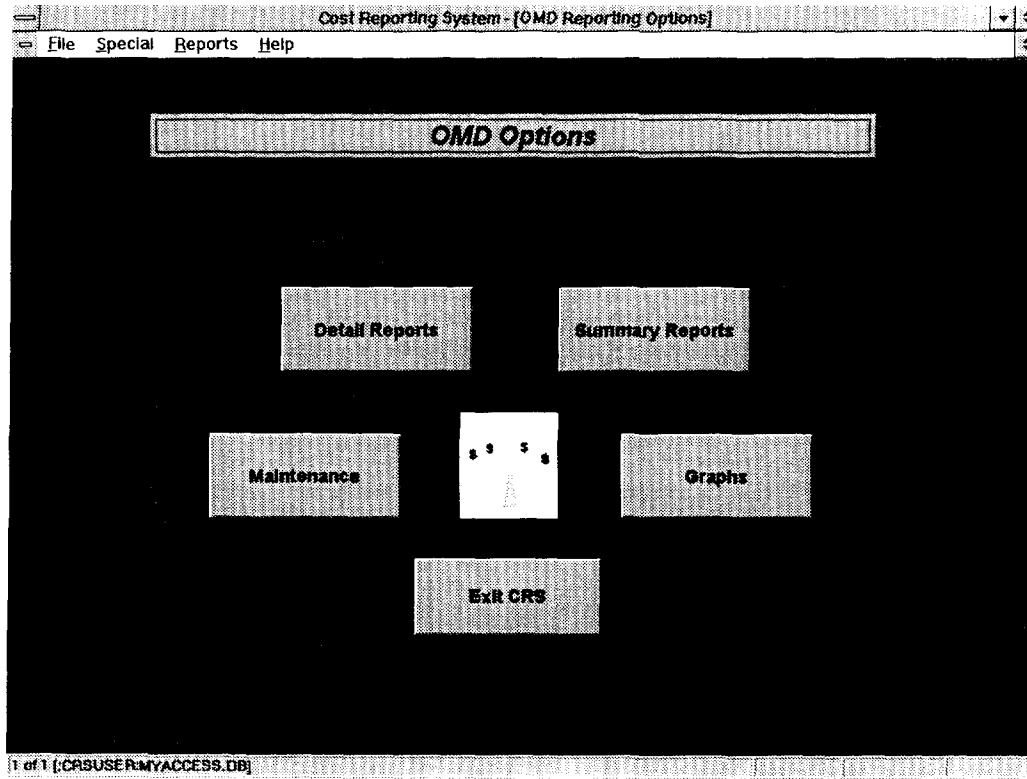 Cost Reporting System - [OMD Reporting Options]
File Special Reports Help
OMD Options
Detail Reports Summary Reports
Maintenance $ $ $ $ Graphs
Exit CRS
1 of 1 [:CRSUSER:MYACCESS.DB]